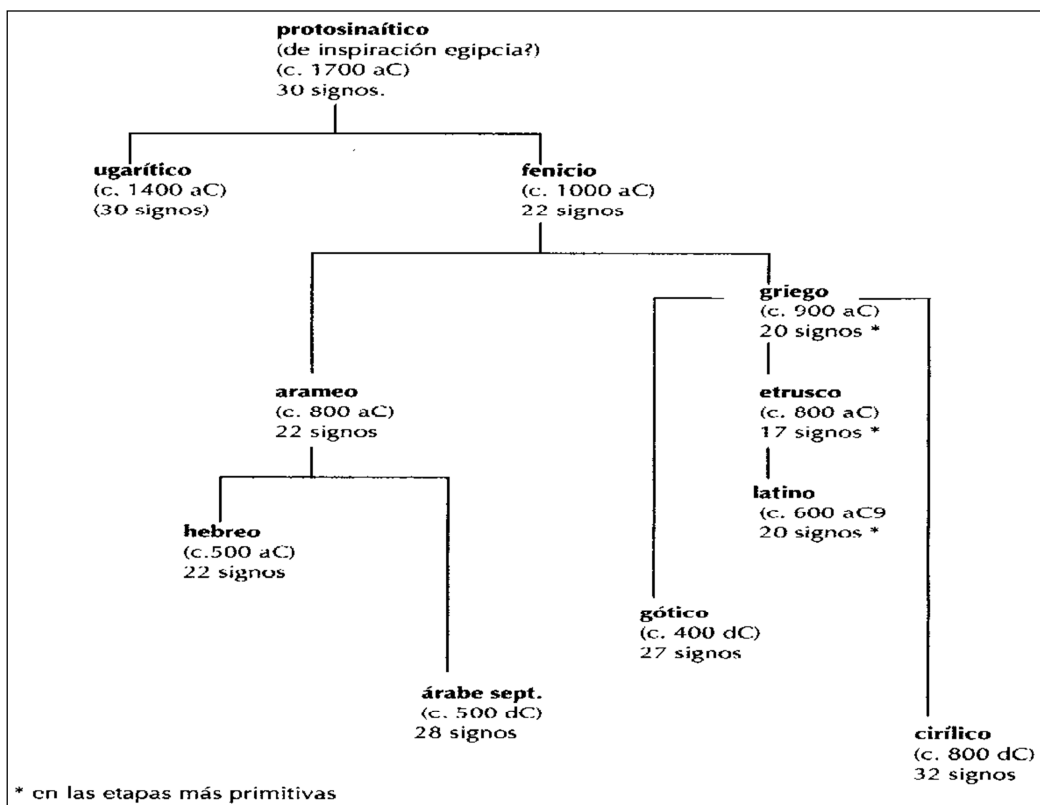 protosinaítico
(de inspiración egipcia?)
(c. 1700 aC)
30 signos.
ugarítico
(c. 1400 aC)
(30 signos)
fenicio
(c. 1000 aC)
22 signos
griego
(c. 900 aC)
20 signos *
arameo
(c. 800 aC)
22 signos
etrusco
(c. 800 aC)
17 signos *
latino
(c. 600 aC9
20 signos *
hebreo
(c.500 aC)
22 signos
gótico
(c. 400 dC)
27 signos
árabe sept.
(c. 500 dC)
28 signos
cirílico
(c. 800 dC)
32 signos
* en las etapas más primitivas